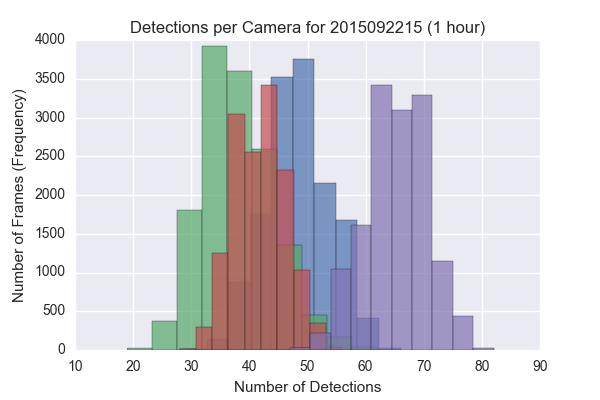 Detections per Camera for 2015092215 (1 hour)
4000
3500
3000
2500
2000
1500
1000
500
0
Number of Frames (Frequency)
10 20 30 40 50 60 70 80 90
Number of Detections